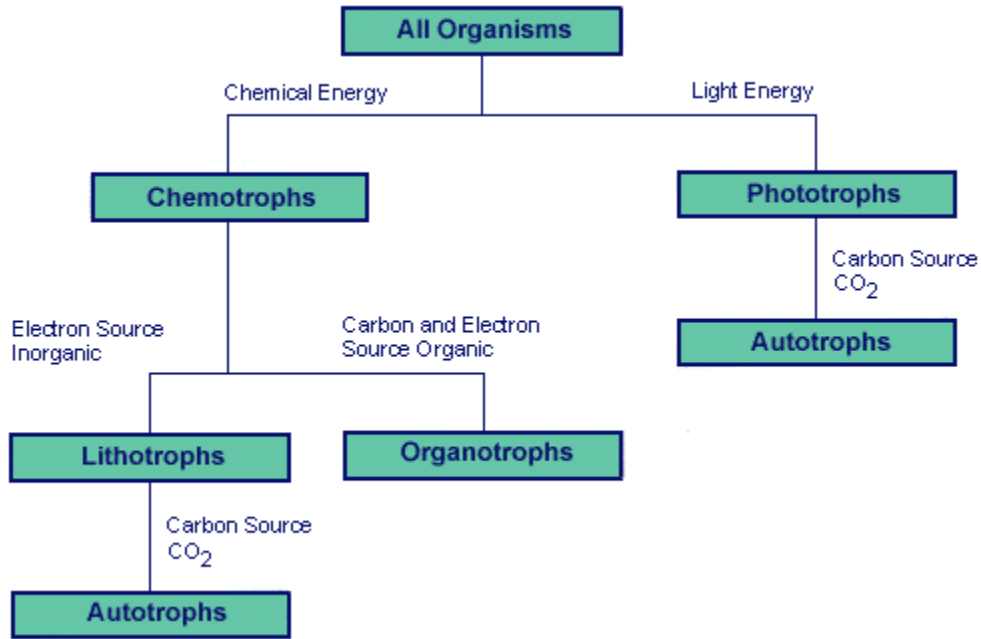 All Organisms
Chemical Energy
Light Energy
Chemotrophs
Phototrophs
Carbon Source
CO2
Electron Source
Inorganic
Carbon and Electron
Source Organic
Autotrophs
Lithotrophs
Organotrophs
Carbon Source
CO2
Autotrophs